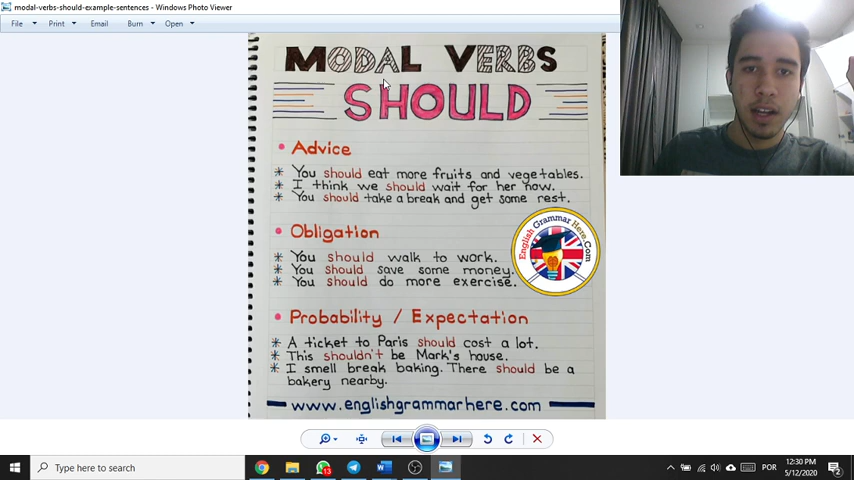 modal-verbs-should-example-sentences - Windows Photo Viewer
File Print Email Burn Open
MODAL VERBS
SHOULD
Advice
You should eat more fruits and vegetables.
I think we should wait for her now.
You should take a break and get some rest.
Obligation
You should walk to work.
You should save some money.
You should do more exercise.
English Grammar Here.Com
Probability / Expectation
A ticket to Paris should cost a lot.
This shouldn't be Mark's house.
I smell break baking. There should be a
bakery nearby.
www.englishgrammarhere.com
Type here to search
13
POR
12:30 PM
5/12/2020
2